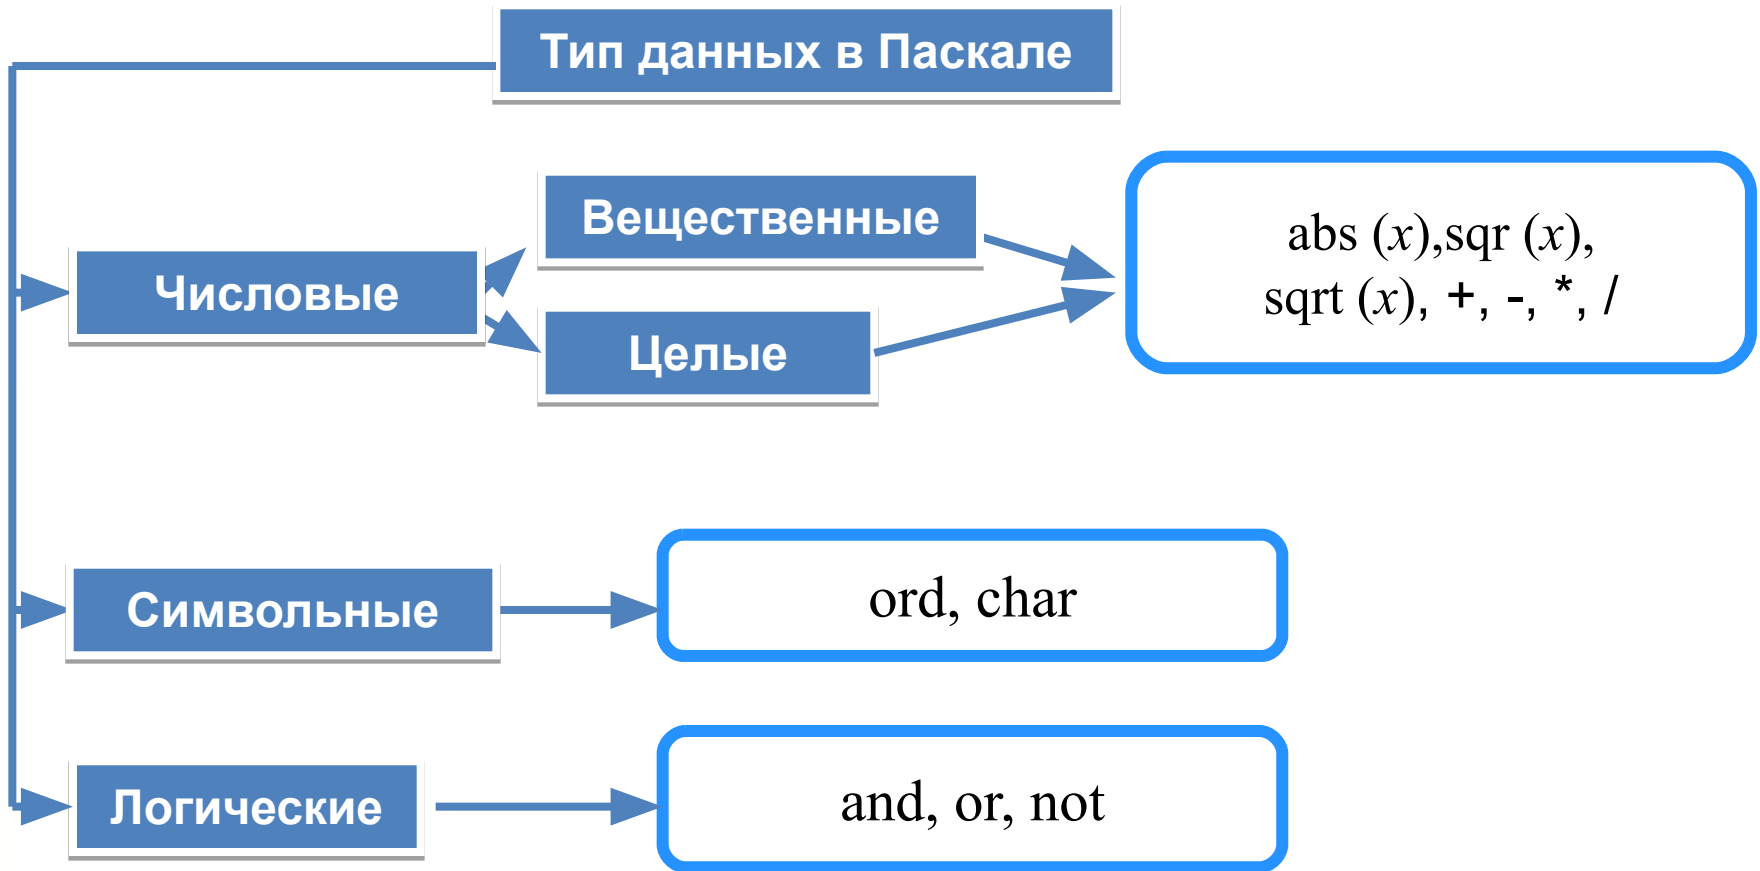 Тип данных в Паскале
Вещественные
abs (x),sqr (x),
sqrt (x), +, -, *, /
Числовые
Целые
Символьные
ord, char
Логические
and, or, not